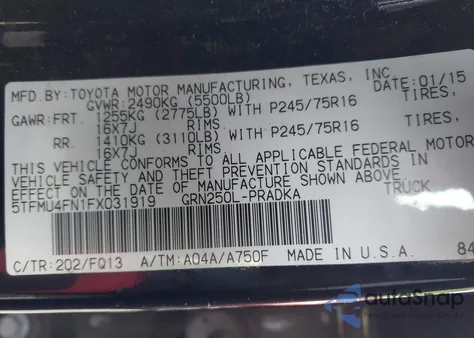 MFD.BY: TOYOTA MOTOR MANUFACTURING, TEXAS, INC. DATE: 01/15
GVWR: 2490KG (5500LB)
GAWR: FRT. 1255KG (2775LB) WITH P245/75R16 TIRES,
16X7J RIMS
RR. 1410KG (3110LB) WITH P245/75R16 TIRES,
16X7J RIMS
THIS VEHICLE CONFORMS TO ALL APPLICABLE FEDERAL MOTOR
VEHICLE SAFETY AND THEFT PREVENTION STANDARDS IN
EFFECT ON THE DATE OF MANUFACTURE SHOWN ABOVE.
5TFMU4FN1FX031919 GRN250L-PRADKA TRUCK
C/TR: 202/FQ13 A/TM: A04A/A750F MADE IN U.S.A. 84
autoSnap